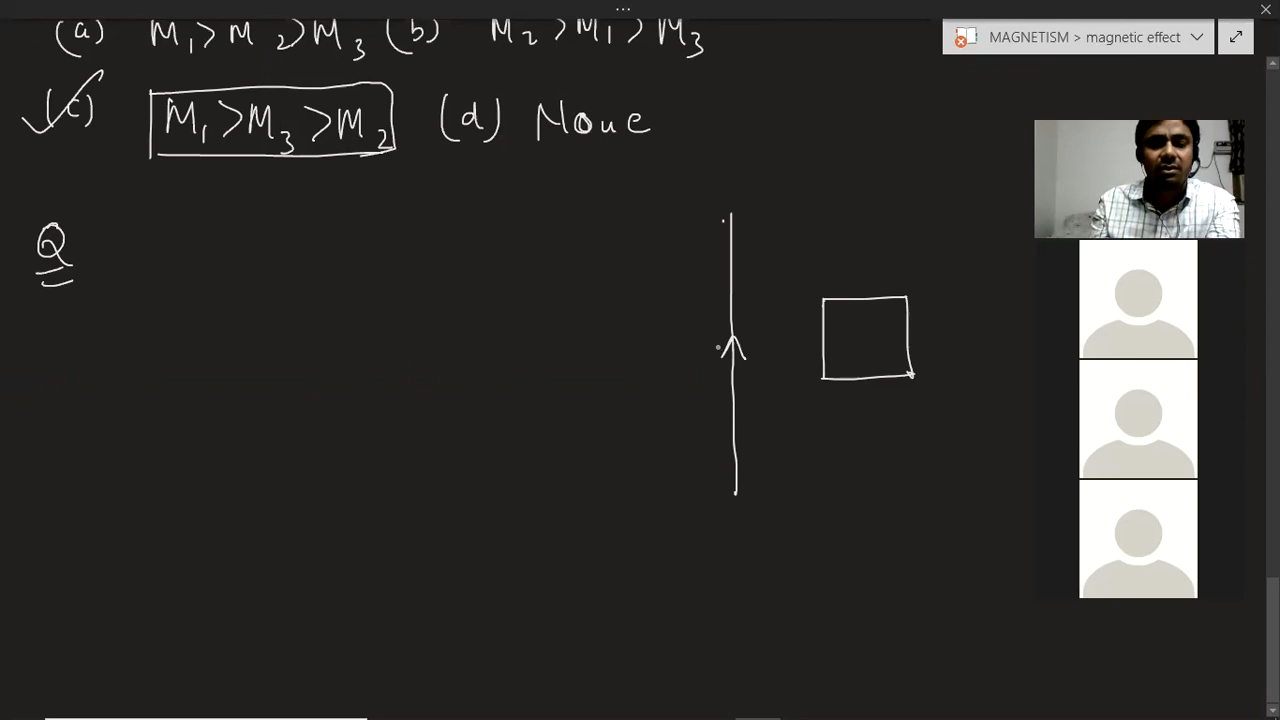 (a) M₁>M₂>M₃ (b) M₂>M₁>M₃
MAGNETISM > magnetic effect
(c) M₁>M₃>M₂ (d) None
Q